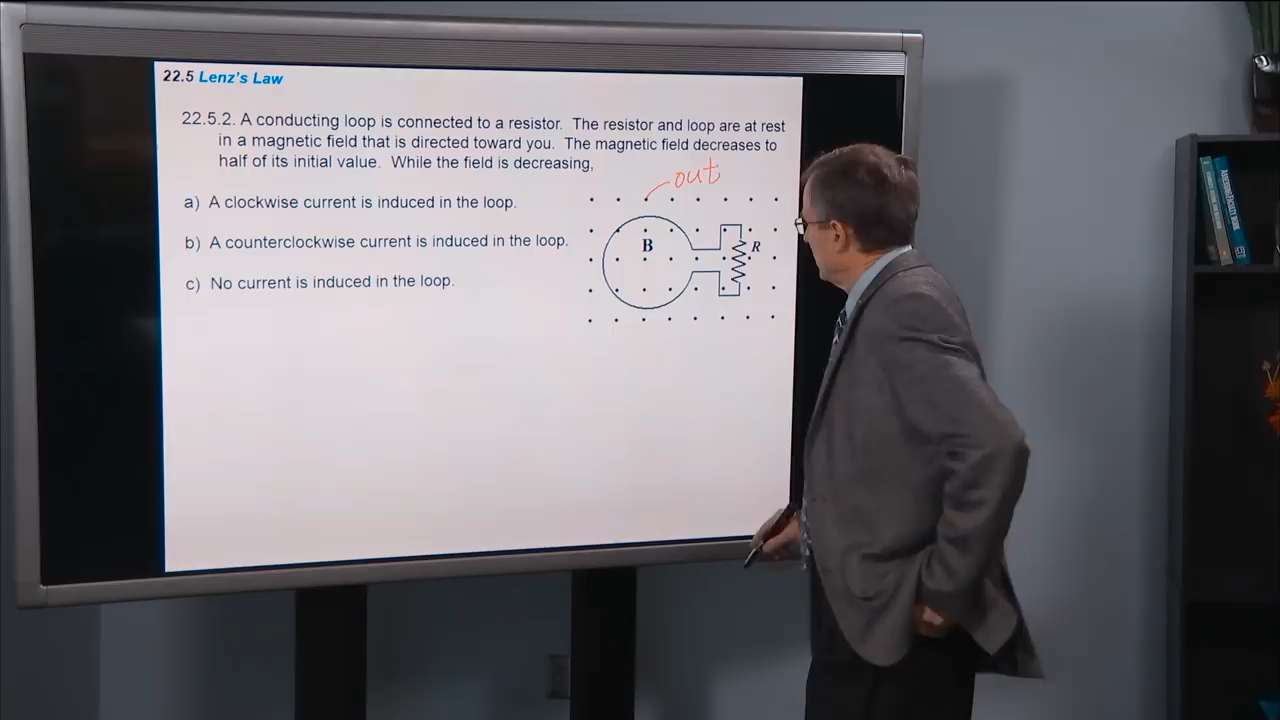 22.5 Lenz's Law
22.5.2. A conducting loop is connected to a resistor. The resistor and loop are at rest
in a magnetic field that is directed toward you. The magnetic field decreases to
half of its initial value. While the field is decreasing,
out
a) A clockwise current is induced in the loop.
b) A counterclockwise current is induced in the loop.
c) No current is induced in the loop.
B
R